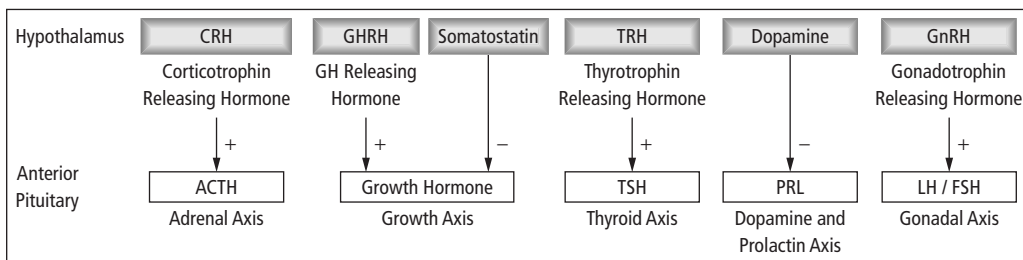 Hypothalamus CRH GHRH Somatostatin TRH Dopamine GnRH
Corticotrophin GH Releasing Thyrotrophin Gonadotrophin
Releasing Hormone Hormone Releasing Hormone Releasing Hormone
+ + − + − +
Anterior
Pituitary
ACTH Growth Hormone TSH PRL LH / FSH
Adrenal Axis Growth Axis Thyroid Axis Dopamine and Gonadal Axis
Prolactin Axis